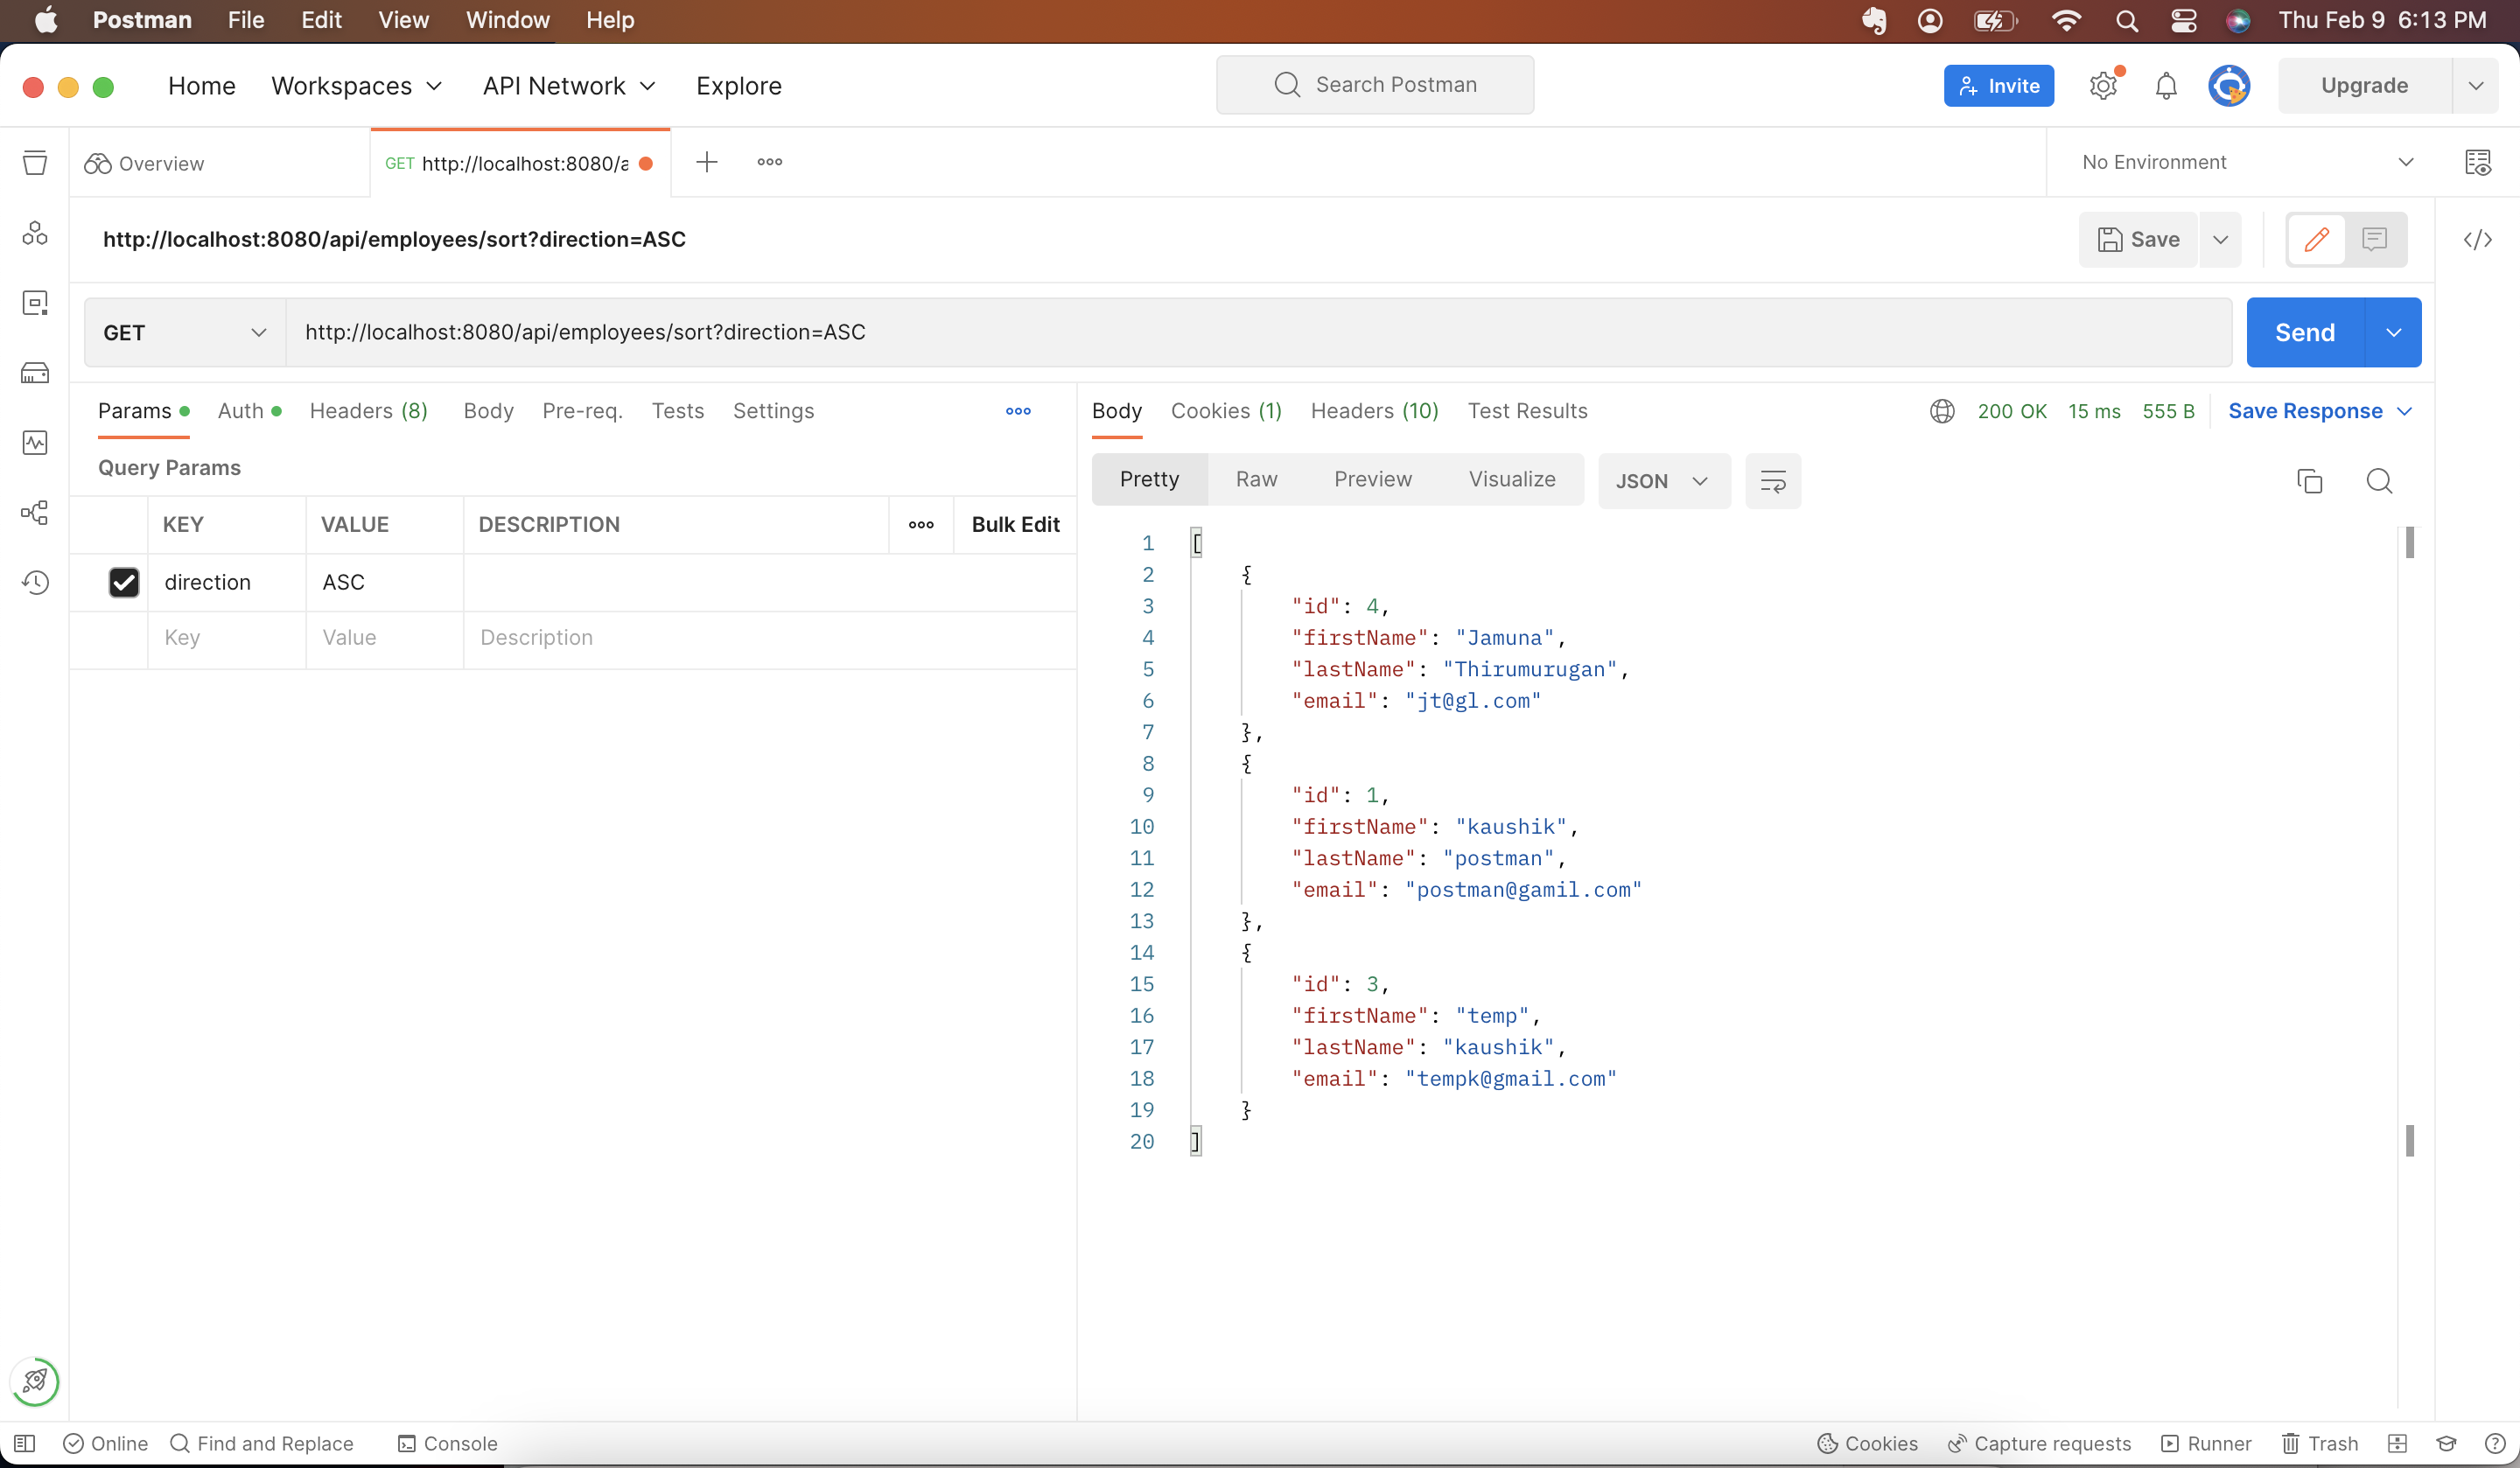 Postman File Edit View Window Help Thu Feb 9 6:13 PM
Home Workspaces API Network Explore Search Postman Invite Upgrade
Overview GET http://localhost:8080/a No Environment
http://localhost:8080/api/employees/sort?direction=ASC Save
GET http://localhost:8080/api/employees/sort?direction=ASC Send
Params Auth Headers (8) Body Pre-req. Tests Settings
Query Params
KEY VALUE DESCRIPTION Bulk Edit
direction ASC
Key Value Description
Body Cookies (1) Headers (10) Test Results 200 OK 15 ms 555 B Save Response
Pretty Raw Preview Visualize JSON
1 [
2 {
3 "id": 4,
4 "firstName": "Jamuna",
5 "lastName": "Thirumurugan",
6 "email": "jt@gl.com"
7 },
8 {
9 "id": 1,
10 "firstName": "kaushik",
11 "lastName": "postman",
12 "email": "postman@gamil.com"
13 },
14 {
15 "id": 3,
16 "firstName": "temp",
17 "lastName": "kaushik",
18 "email": "tempk@gmail.com"
19 }
20 ]
Online Find and Replace Console Cookies Capture requests Runner Trash